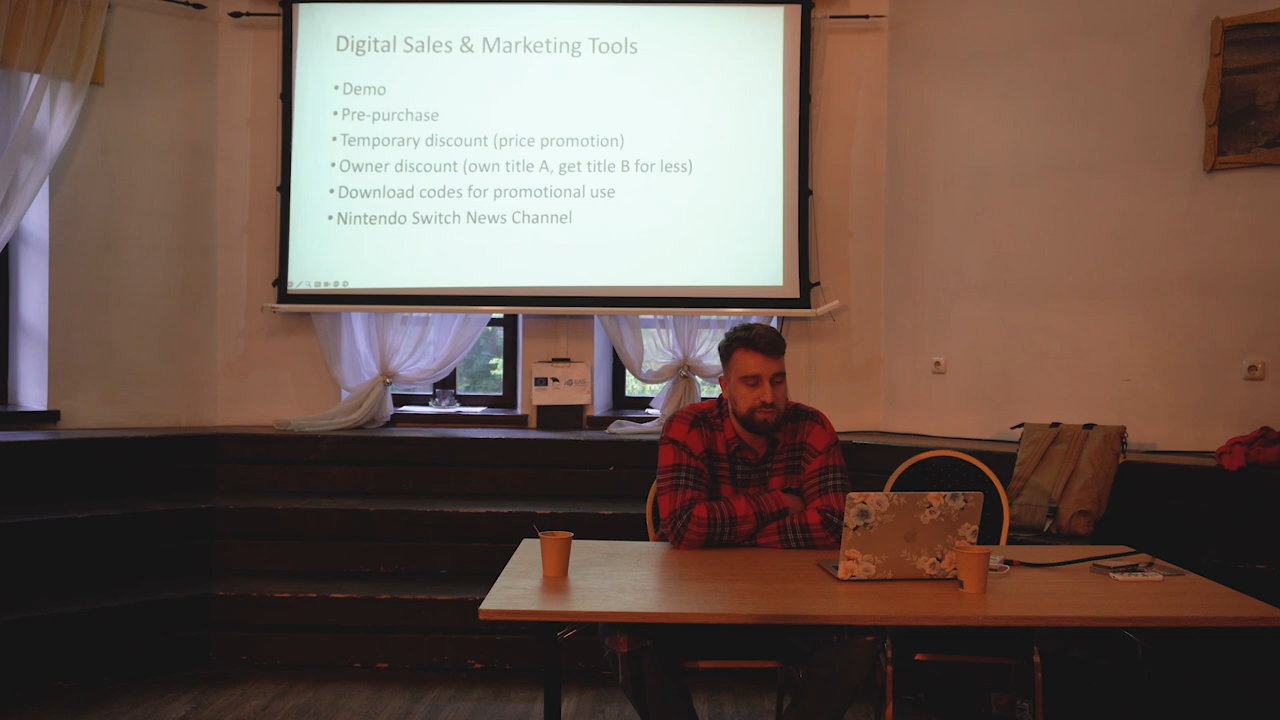 Digital Sales & Marketing Tools
• Demo
• Pre-purchase
• Temporary discount (price promotion)
• Owner discount (own title A, get title B for less)
• Download codes for promotional use
• Nintendo Switch News Channel